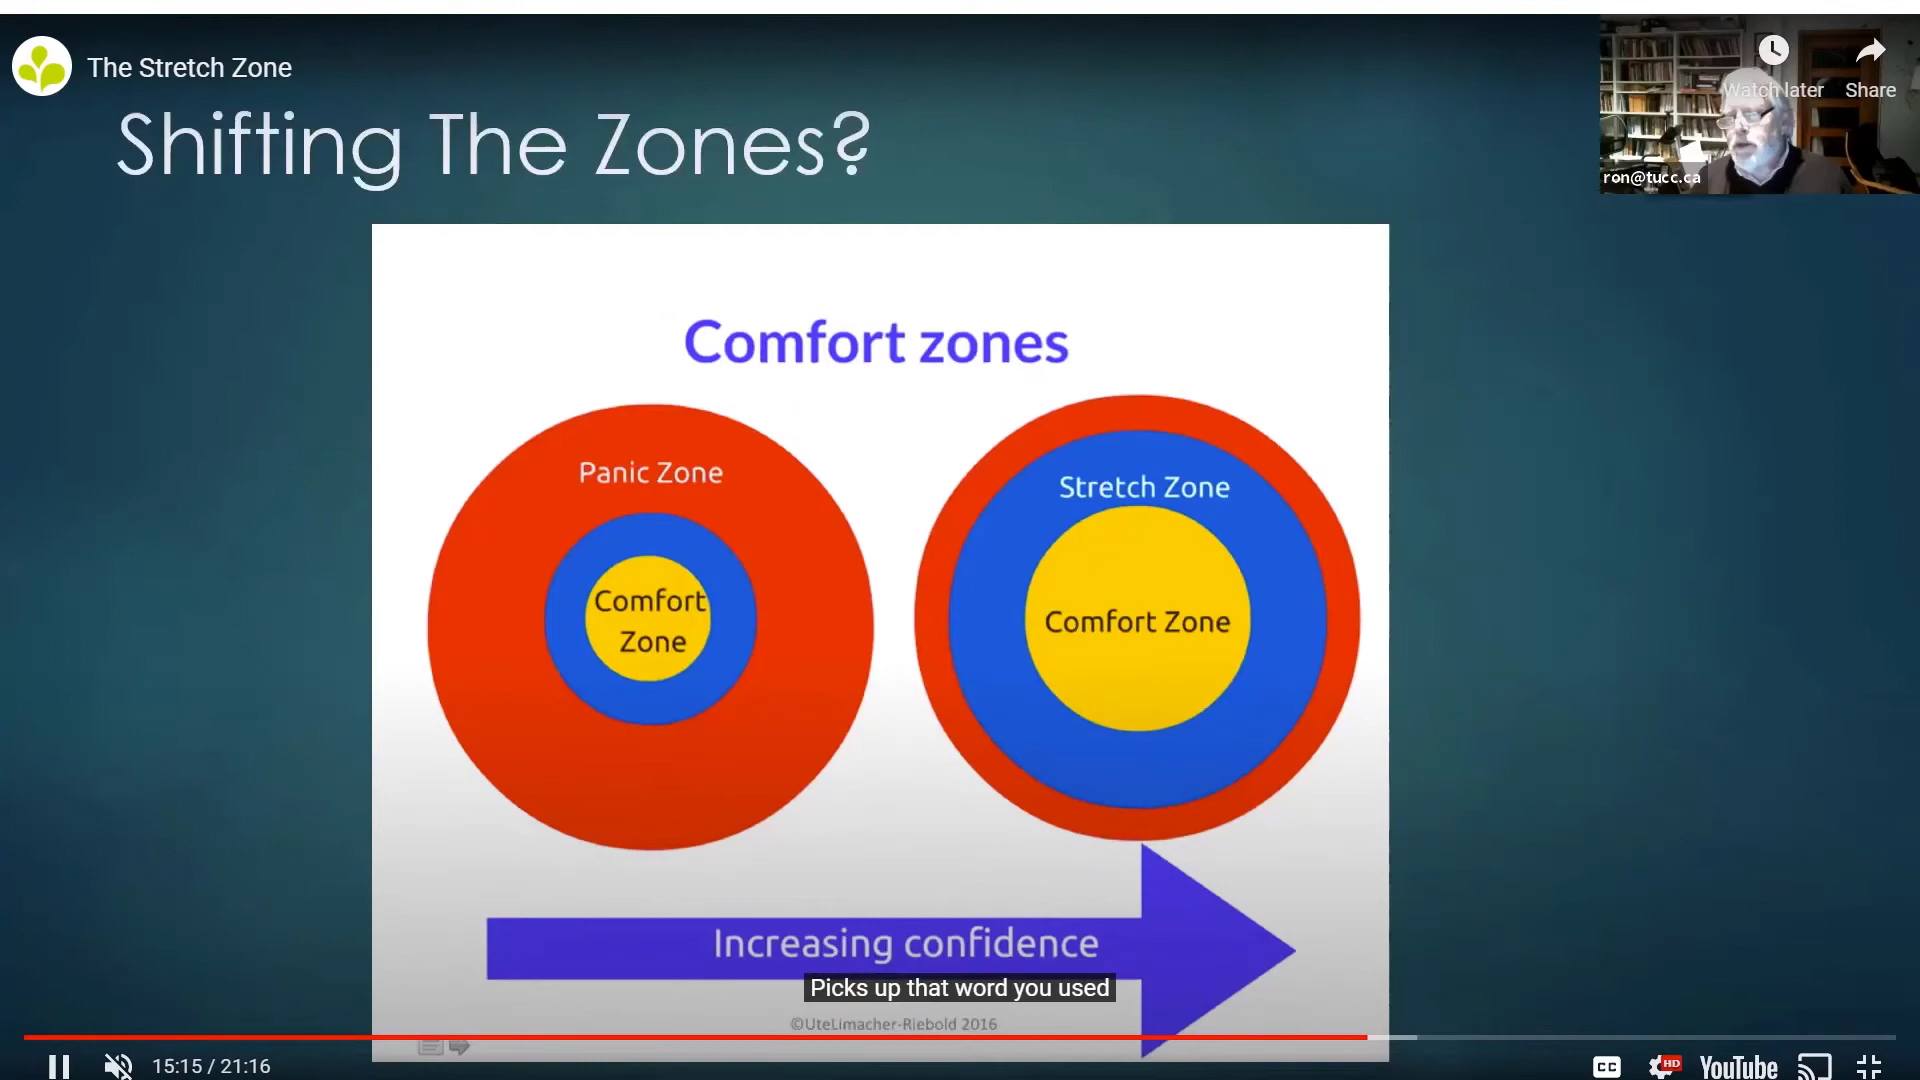 The Stretch Zone
Watch later
Share
Shifting The Zones?
ron@tucc.ca
Comfort zones
Panic Zone
Comfort
Zone
Stretch Zone
Comfort Zone
Increasing confidence
Picks up that word you used
©UteLimacher-Riebold 2016
15:15 / 21:16
CC
HD
YouTube